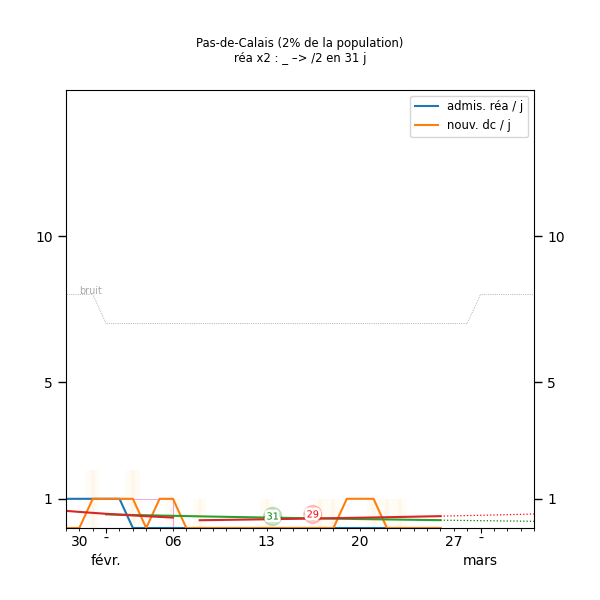 Pas-de-Calais (2% de la population)
réa x2 : _ –> /2 en 31 j
admis. réa / j
nouv. dc / j
10 10
bruit
5 5
1 1
31 29
30 - 06 13 20 27 -
févr. mars